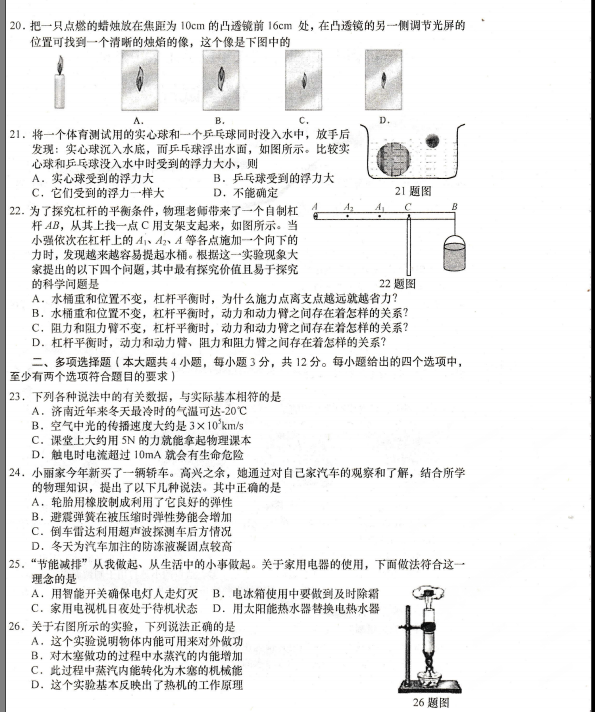 20．把一只点燃的蜡烛放在焦距为 10cm 的凸透镜前 16cm 处，在凸透镜的另一侧调节光屏的
位置可找到一个清晰的烛焰的像，这个像是下图中的
A． B． C． D．
21．将一个体育测试用的实心球和一个乒乓球同时没入水中，放手后
发现：实心球沉入水底，而乒乓球浮出水面，如图所示。比较实
心球和乒乓球没入水中时受到的浮力大小，则
A．实心球受到的浮力大 B．乒乓球受到的浮力大
C．它们受到的浮力一样大 D．不能确定
21 题图
22．为了探究杠杆的平衡条件，物理老师带来了一个自制杠
杆 AB，从其上找一点 C 用支架支起来，如图所示。当
小强依次在杠杆上的 A₁、A₂、A 等各点施加一个向下的
力时，发现越来越容易提起水桶。根据这一实验现象大
家提出的以下四个问题，其中最有探究价值且易于探究
的科学问题是
A A₂ A₁ C B
22 题图
A．水桶重和位置不变，杠杆平衡时，为什么施力点离支点越远就越省力？
B．水桶重和位置不变，杠杆平衡时，动力和动力臂之间存在着怎样的关系？
C．阻力和阻力臂不变，杠杆平衡时，动力和动力臂之间存在着怎样的关系？
D．杠杆平衡时，动力和动力臂、阻力和阻力臂之间存在着怎样的关系？
二、多项选择题（本大题共 4 小题，每小题 3 分，共 12 分。每小题给出的四个选项中，
至少有两个选项符合题目的要求）
23．下列各种说法中的有关数据，与实际基本相符的是
A．济南近年来冬天最冷时的气温可达-20℃
B．空气中光的传播速度大约是 3×10⁵km/s
C．课堂上大约用 5N 的力就能拿起物理课本
D．触电时电流超过 10mA 就会有生命危险
24．小丽家今年新买了一辆轿车。高兴之余，她通过对自己家汽车的观察和了解，结合所学
的物理知识，提出了以下几种说法。其中正确的是
A．轮胎用橡胶制成利用了它良好的弹性
B．避震弹簧在被压缩时弹性势能会增加
C．倒车雷达利用超声波探测车后方情况
D．冬天为汽车加注的防冻液凝固点较高
25．“节能减排”从我做起、从生活中的小事做起。关于家用电器的使用，下面做法符合这一
理念的是
A．用智能开关确保电灯人走灯灭 B．电冰箱使用中要做到及时除霜
C．家用电视机日夜处于待机状态 D．用太阳能热水器替换电热水器
26．关于右图所示的实验，下列说法正确的是
A．这个实验说明物体内能可用来对外做功
B．对木塞做功的过程中水蒸汽的内能增加
C．此过程中蒸汽内能转化为木塞的机械能
D．这个实验基本反映出了热机的工作原理
26 题图